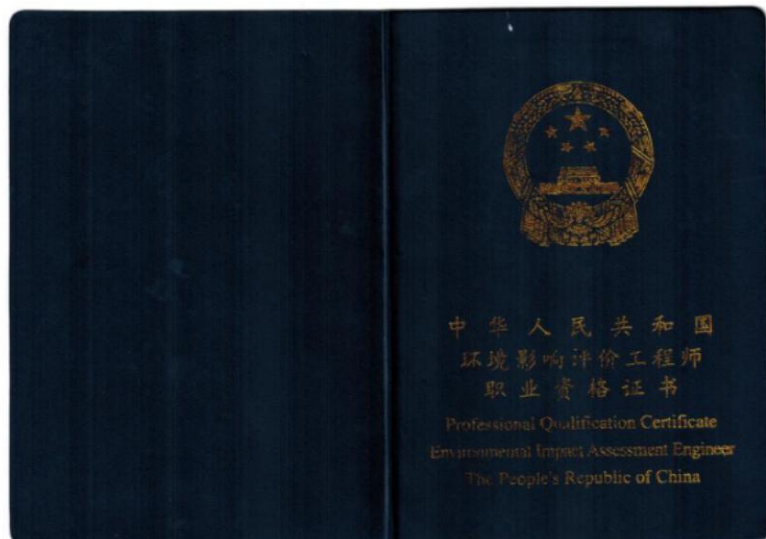 中华人民共和国
环境影响评价工程师
职业资格证书
Professional Qualification Certificate
Environmental Impact Assessment Engineer
The People's Republic of China